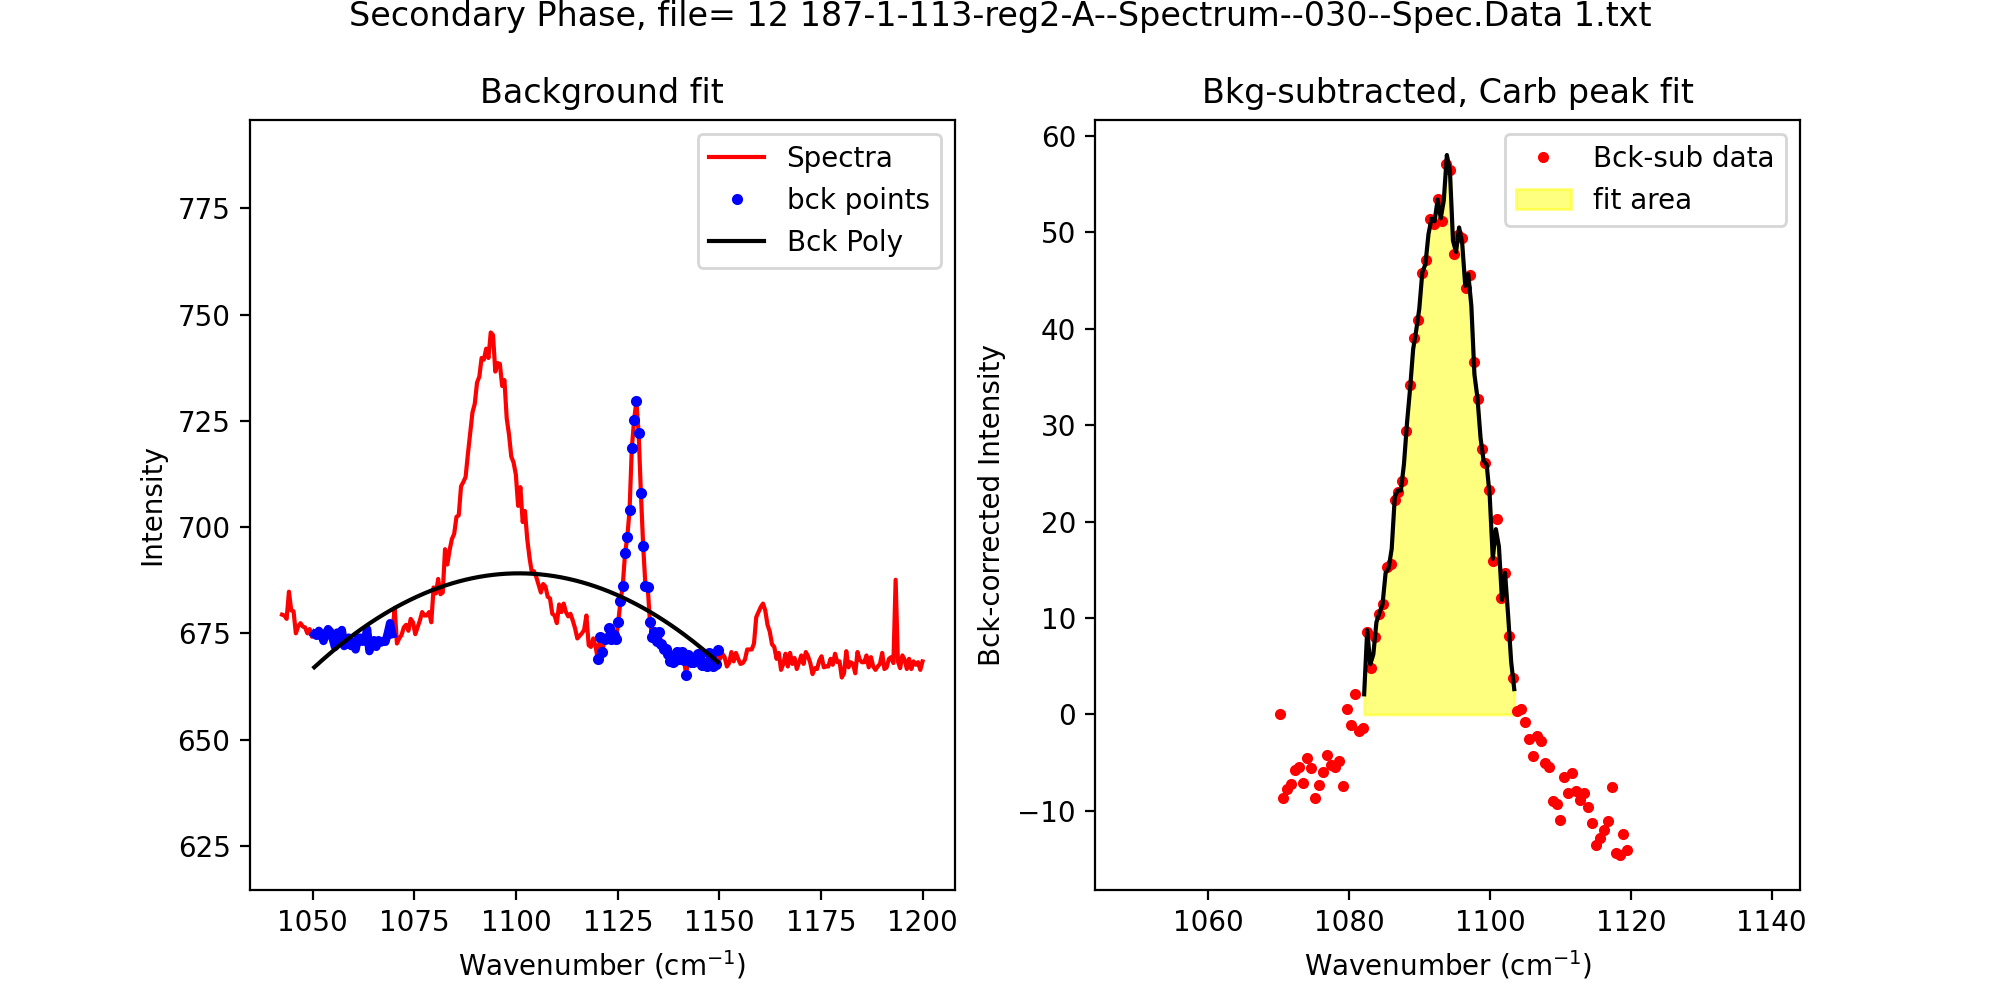 Secondary Phase, file= 12 187-1-113-reg2-A--Spectrum--030--Spec.Data 1.txt
Background fit
Spectra
bck points
Bck Poly
775
750
725
700
675
650
625
Intensity
1050 1075 1100 1125 1150 1175 1200
Wavenumber (cm⁻¹)
Bkg-subtracted, Carb peak fit
Bck-sub data
fit area
60
50
40
30
20
10
0
−10
Bck-corrected Intensity
1060 1080 1100 1120 1140
Wavenumber (cm⁻¹)